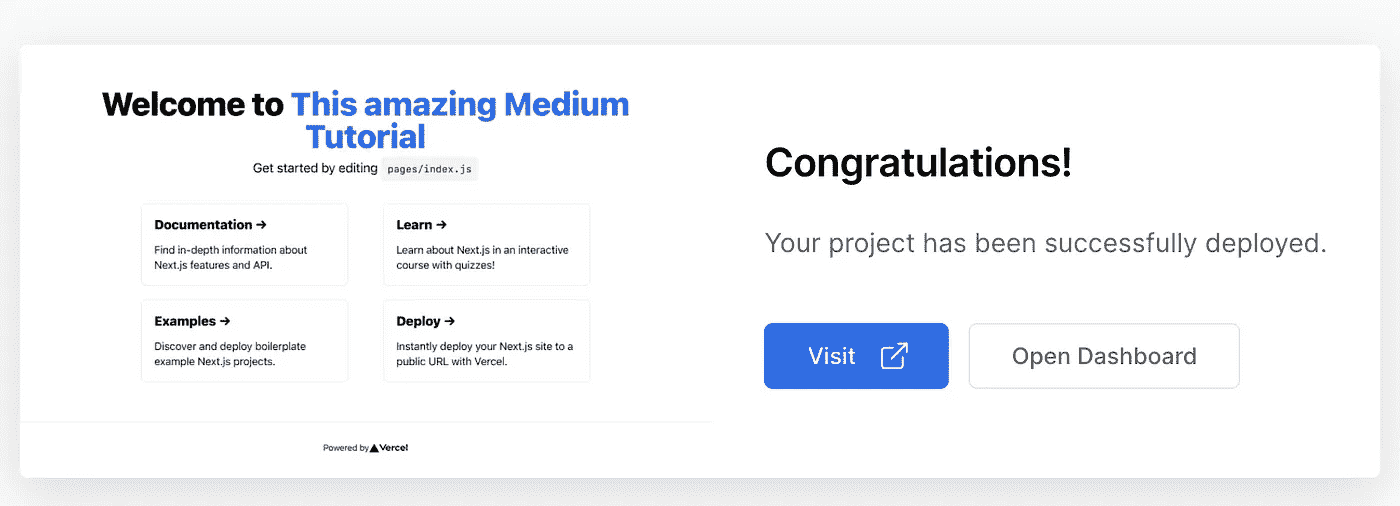 Welcome to This amazing Medium
Tutorial
Get started by editing pages/index.js
Documentation →
Find in-depth information about
Next.js features and API.
Learn →
Learn about Next.js in an interactive
course with quizzes!
Examples →
Discover and deploy boilerplate
example Next.js projects.
Deploy →
Instantly deploy your Next.js site to a
public URL with Vercel.
Powered by Vercel
Congratulations!
Your project has been successfully deployed.
Visit
Open Dashboard